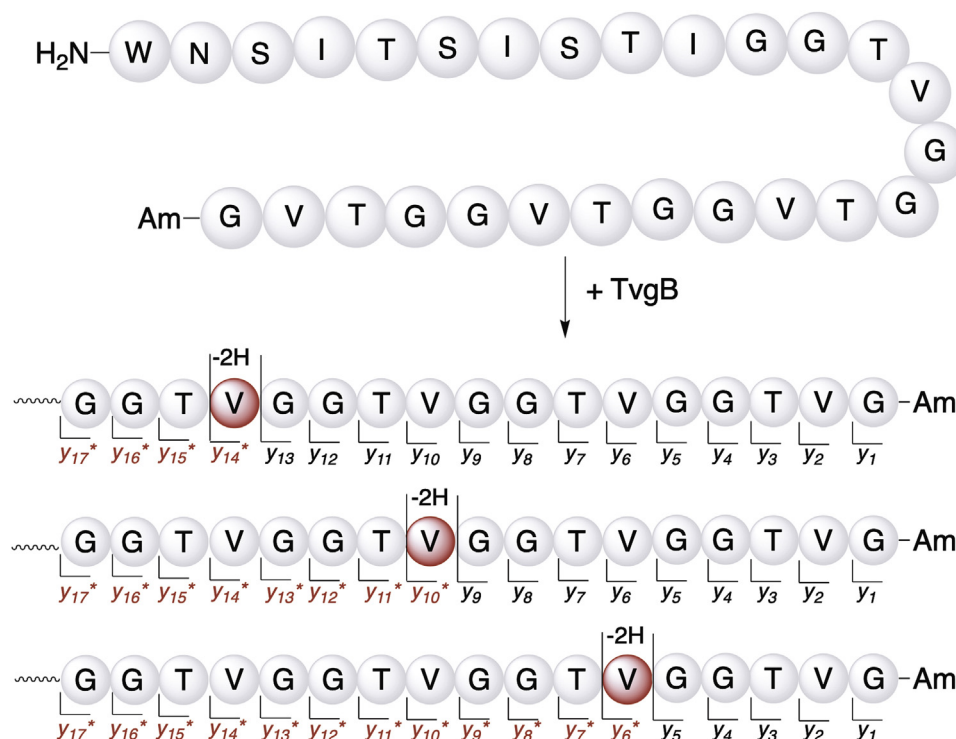 H₂N W N S I T S I S T I G G T
V
G
Am G V T G G V T G G V T G
+ TvgB
-2H
G G T V G G T V G G T V G G T V G Am
y₁₇* y₁₆* y₁₅* y₁₄* y₁₃ y₁₂ y₁₁ y₁₀ y₉ y₈ y₇ y₆ y₅ y₄ y₃ y₂ y₁
-2H
G G T V G G T V G G T V G G T V G Am
y₁₇* y₁₆* y₁₅* y₁₄* y₁₃* y₁₂* y₁₁* y₁₀* y₉ y₈ y₇ y₆ y₅ y₄ y₃ y₂ y₁
-2H
G G T V G G T V G G T V G G T V G Am
y₁₇* y₁₆* y₁₅* y₁₄* y₁₃* y₁₂* y₁₁* y₁₀* y₉* y₈* y₇* y₆* y₅ y₄ y₃ y₂ y₁